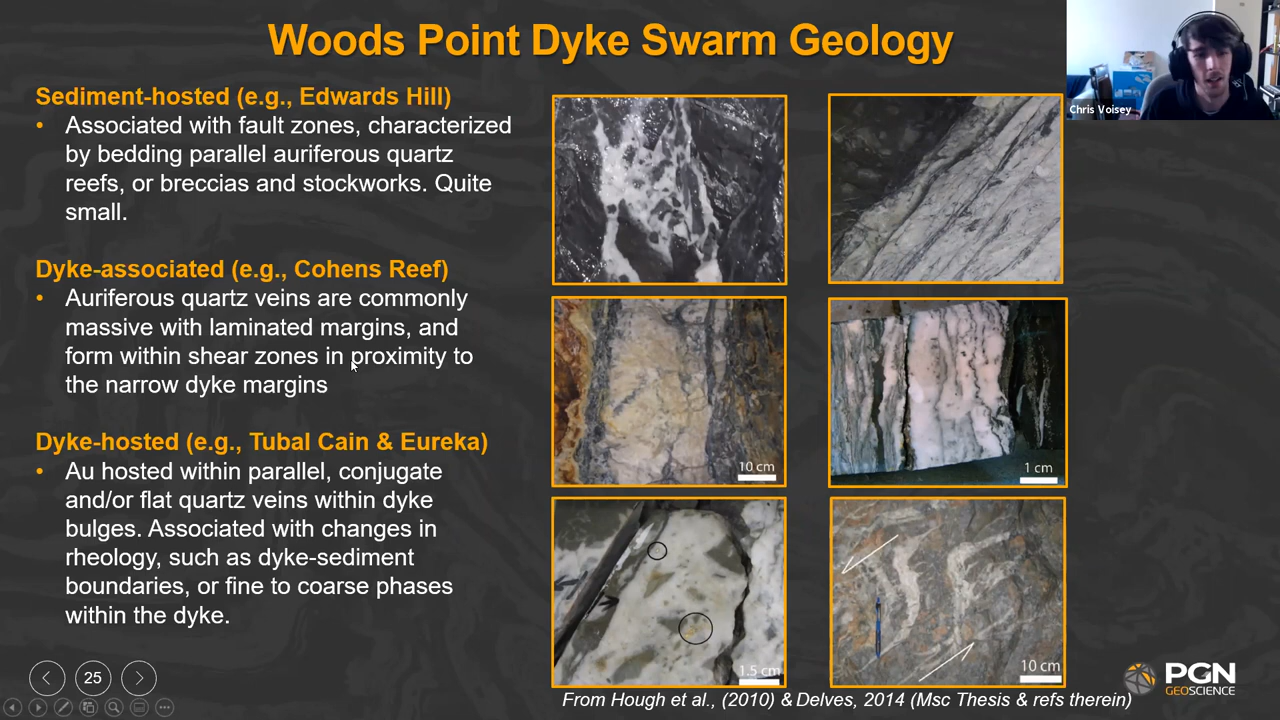 Woods Point Dyke Swarm Geology
Chris Voisey
Sediment-hosted (e.g., Edwards Hill)
• Associated with fault zones, characterized
by bedding parallel auriferous quartz
reefs, or breccias and stockworks. Quite
small.
Dyke-associated (e.g., Cohens Reef)
• Auriferous quartz veins are commonly
massive with laminated margins, and
form within shear zones in proximity to
the narrow dyke margins
Dyke-hosted (e.g., Tubal Cain & Eureka)
• Au hosted within parallel, conjugate
and/or flat quartz veins within dyke
bulges. Associated with changes in
rheology, such as dyke-sediment
boundaries, or fine to coarse phases
within the dyke.
10 cm
1 cm
1.5 cm
10 cm
25
PGN
GEOSCIENCE
From Hough et al., (2010) & Delves, 2014 (Msc Thesis & refs therein)